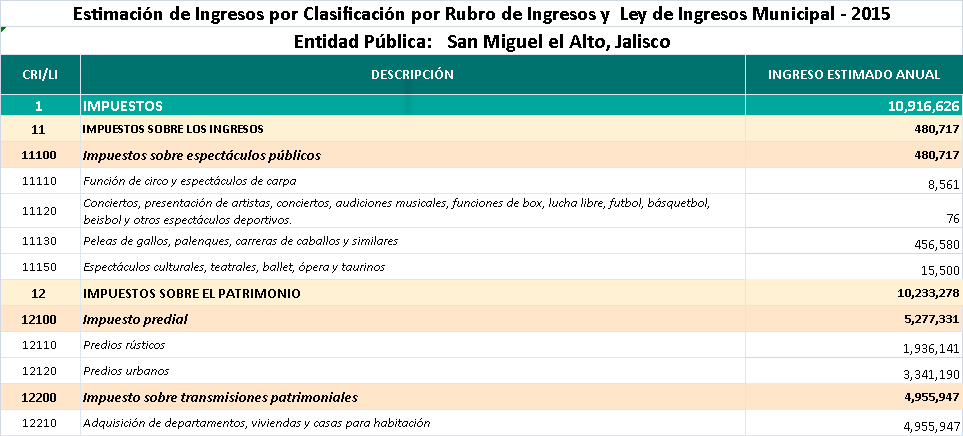 Estimación de Ingresos por Clasificación por Rubro de Ingresos y Ley de Ingresos Municipal - 2015
Entidad Pública: San Miguel el Alto, Jalisco
CRI/LI DESCRIPCIÓN INGRESO ESTIMADO ANUAL
1 IMPUESTOS 10,916,626
11 IMPUESTOS SOBRE LOS INGRESOS 480,717
11100 Impuestos sobre espectáculos públicos 480,717
11110 Función de circo y espectáculos de carpa 8,561
11120 Conciertos, presentación de artistas, conciertos, audiciones musicales, funciones de box, lucha libre, futbol, básquetbol,
beisbol y otros espectáculos deportivos. 76
11130 Peleas de gallos, palenques, carreras de caballos y similares 456,580
11150 Espectáculos culturales, teatrales, ballet, ópera y taurinos 15,500
12 IMPUESTOS SOBRE EL PATRIMONIO 10,233,278
12100 Impuesto predial 5,277,331
12110 Predios rústicos 1,936,141
12120 Predios urbanos 3,341,190
12200 Impuesto sobre transmisiones patrimoniales 4,955,947
12210 Adquisición de departamentos, viviendas y casas para habitación 4,955,947